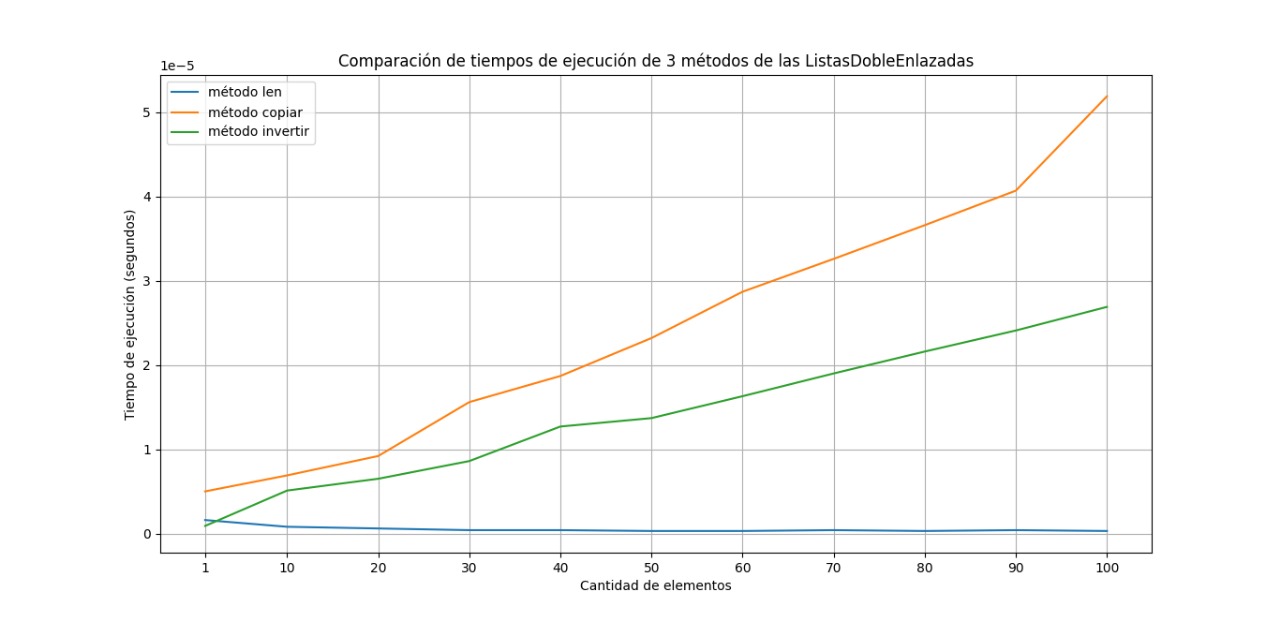 Comparación de tiempos de ejecución de 3 métodos de las ListasDobleEnlazadas
1e−5
método len
método copiar
método invertir
5
4
3
2
1
0
Tiempo de ejecución (segundos)
1 10 20 30 40 50 60 70 80 90 100
Cantidad de elementos